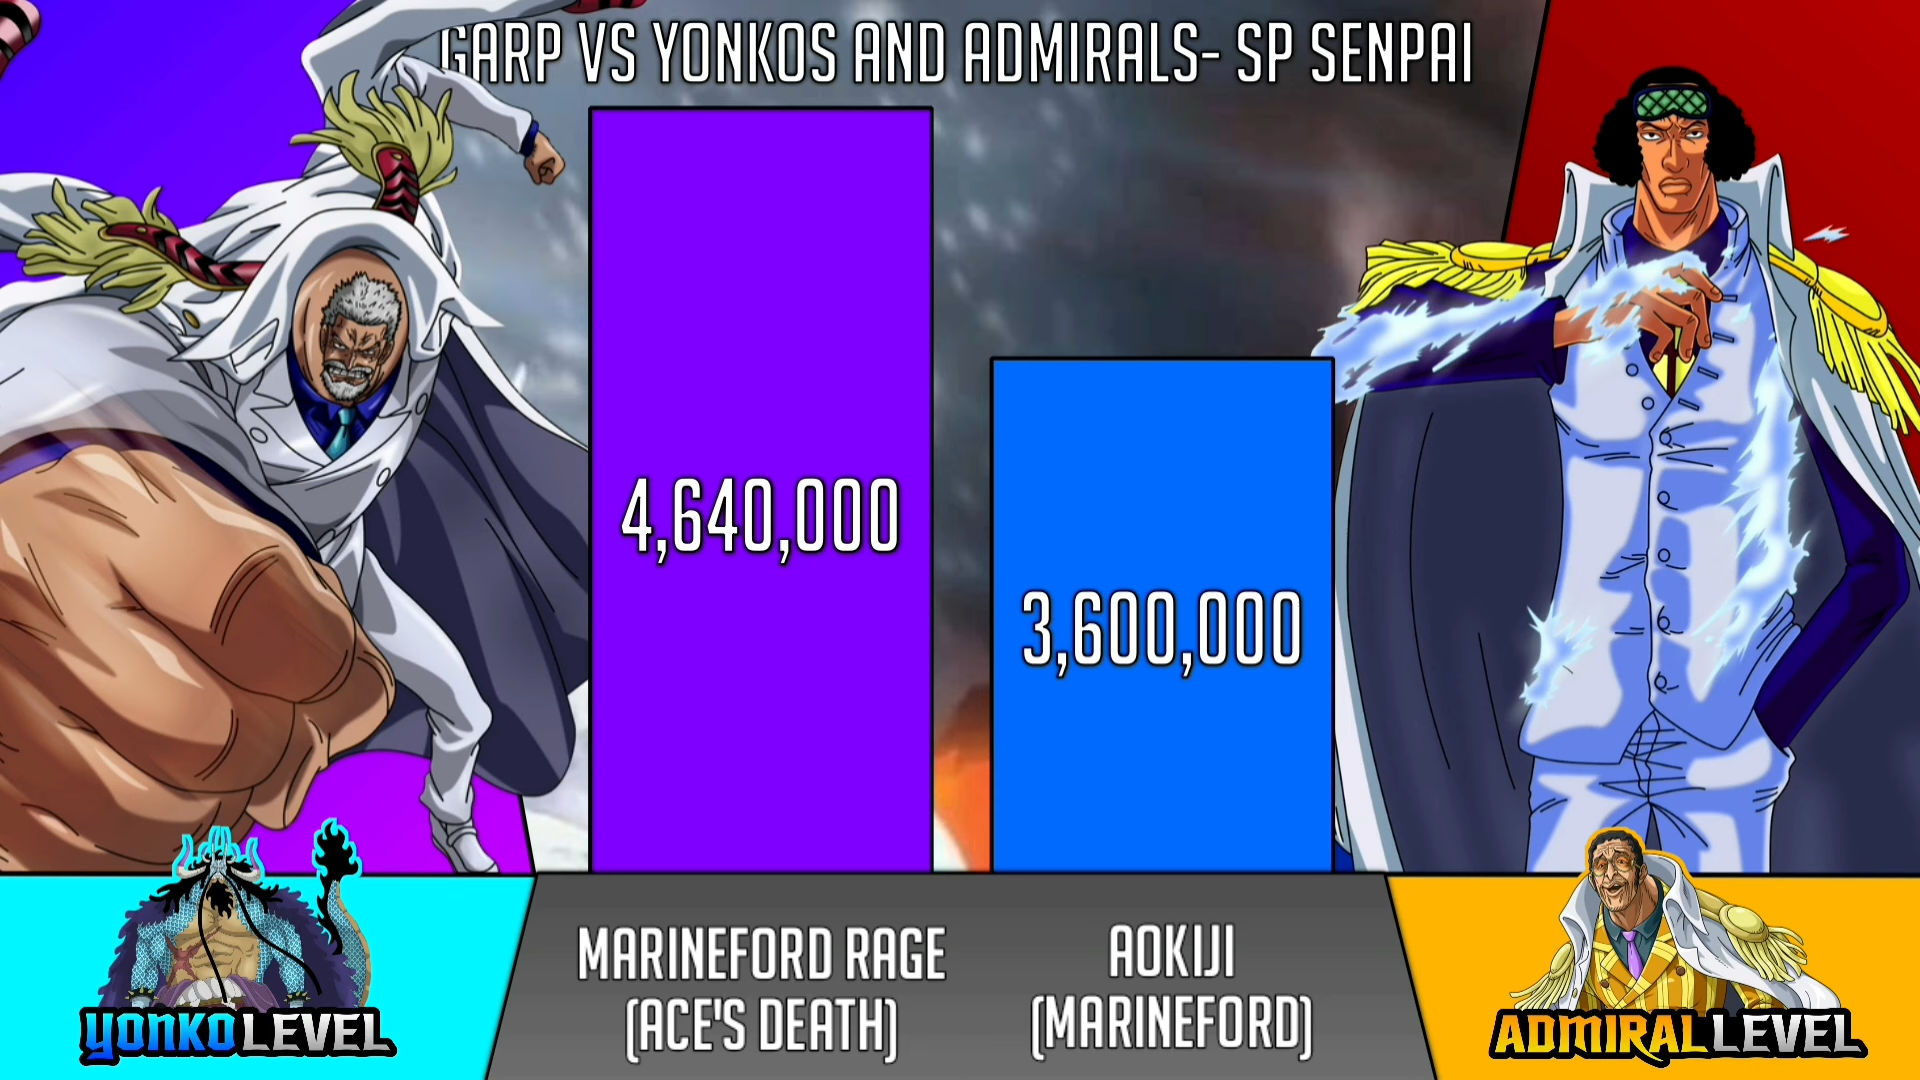 GARP VS YONKOS AND ADMIRALS- SP SENPAI
4,640,000
3,600,000
MARINEFORD RAGE
(ACE'S DEATH)
AOKIJI
(MARINEFORD)
YONKO LEVEL
ADMIRAL LEVEL